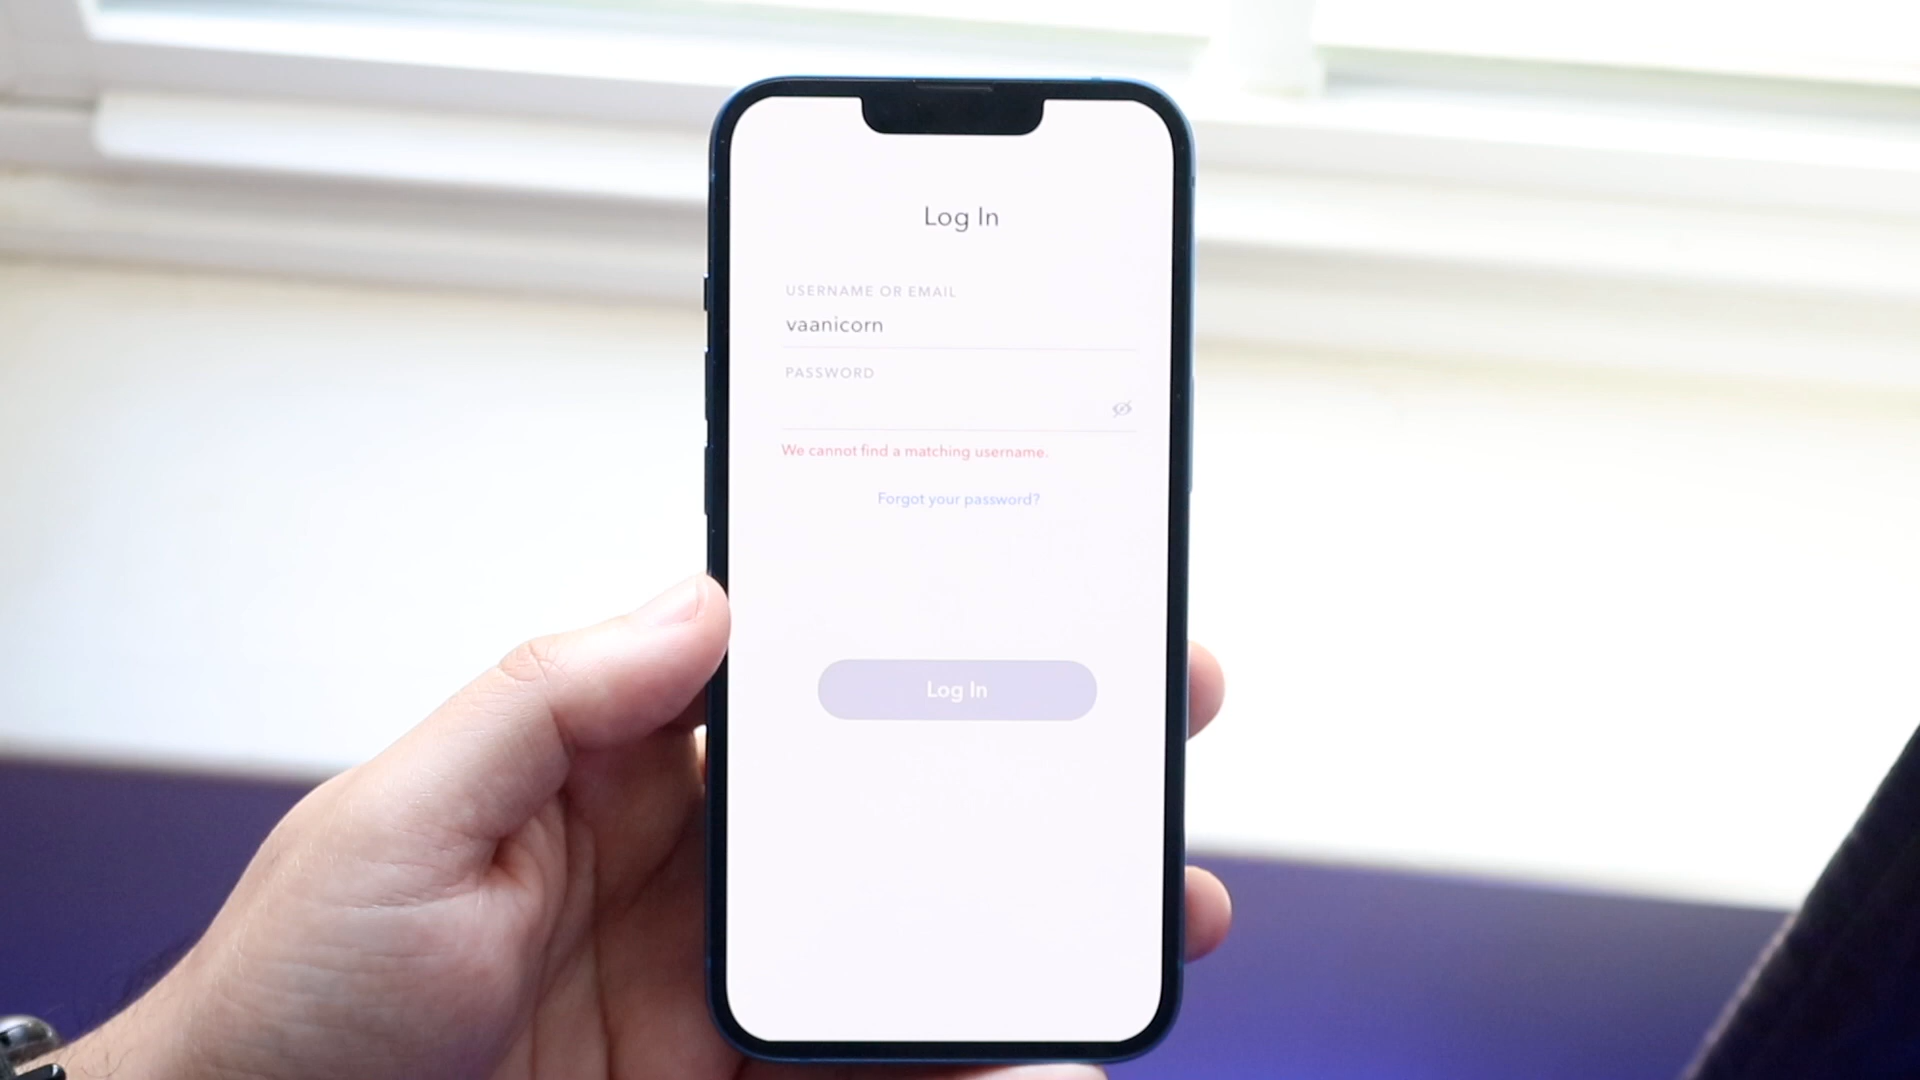 Log In
USERNAME OR EMAIL
vaanicorn
PASSWORD
We cannot find a matching username.
Forgot your password?
Log In